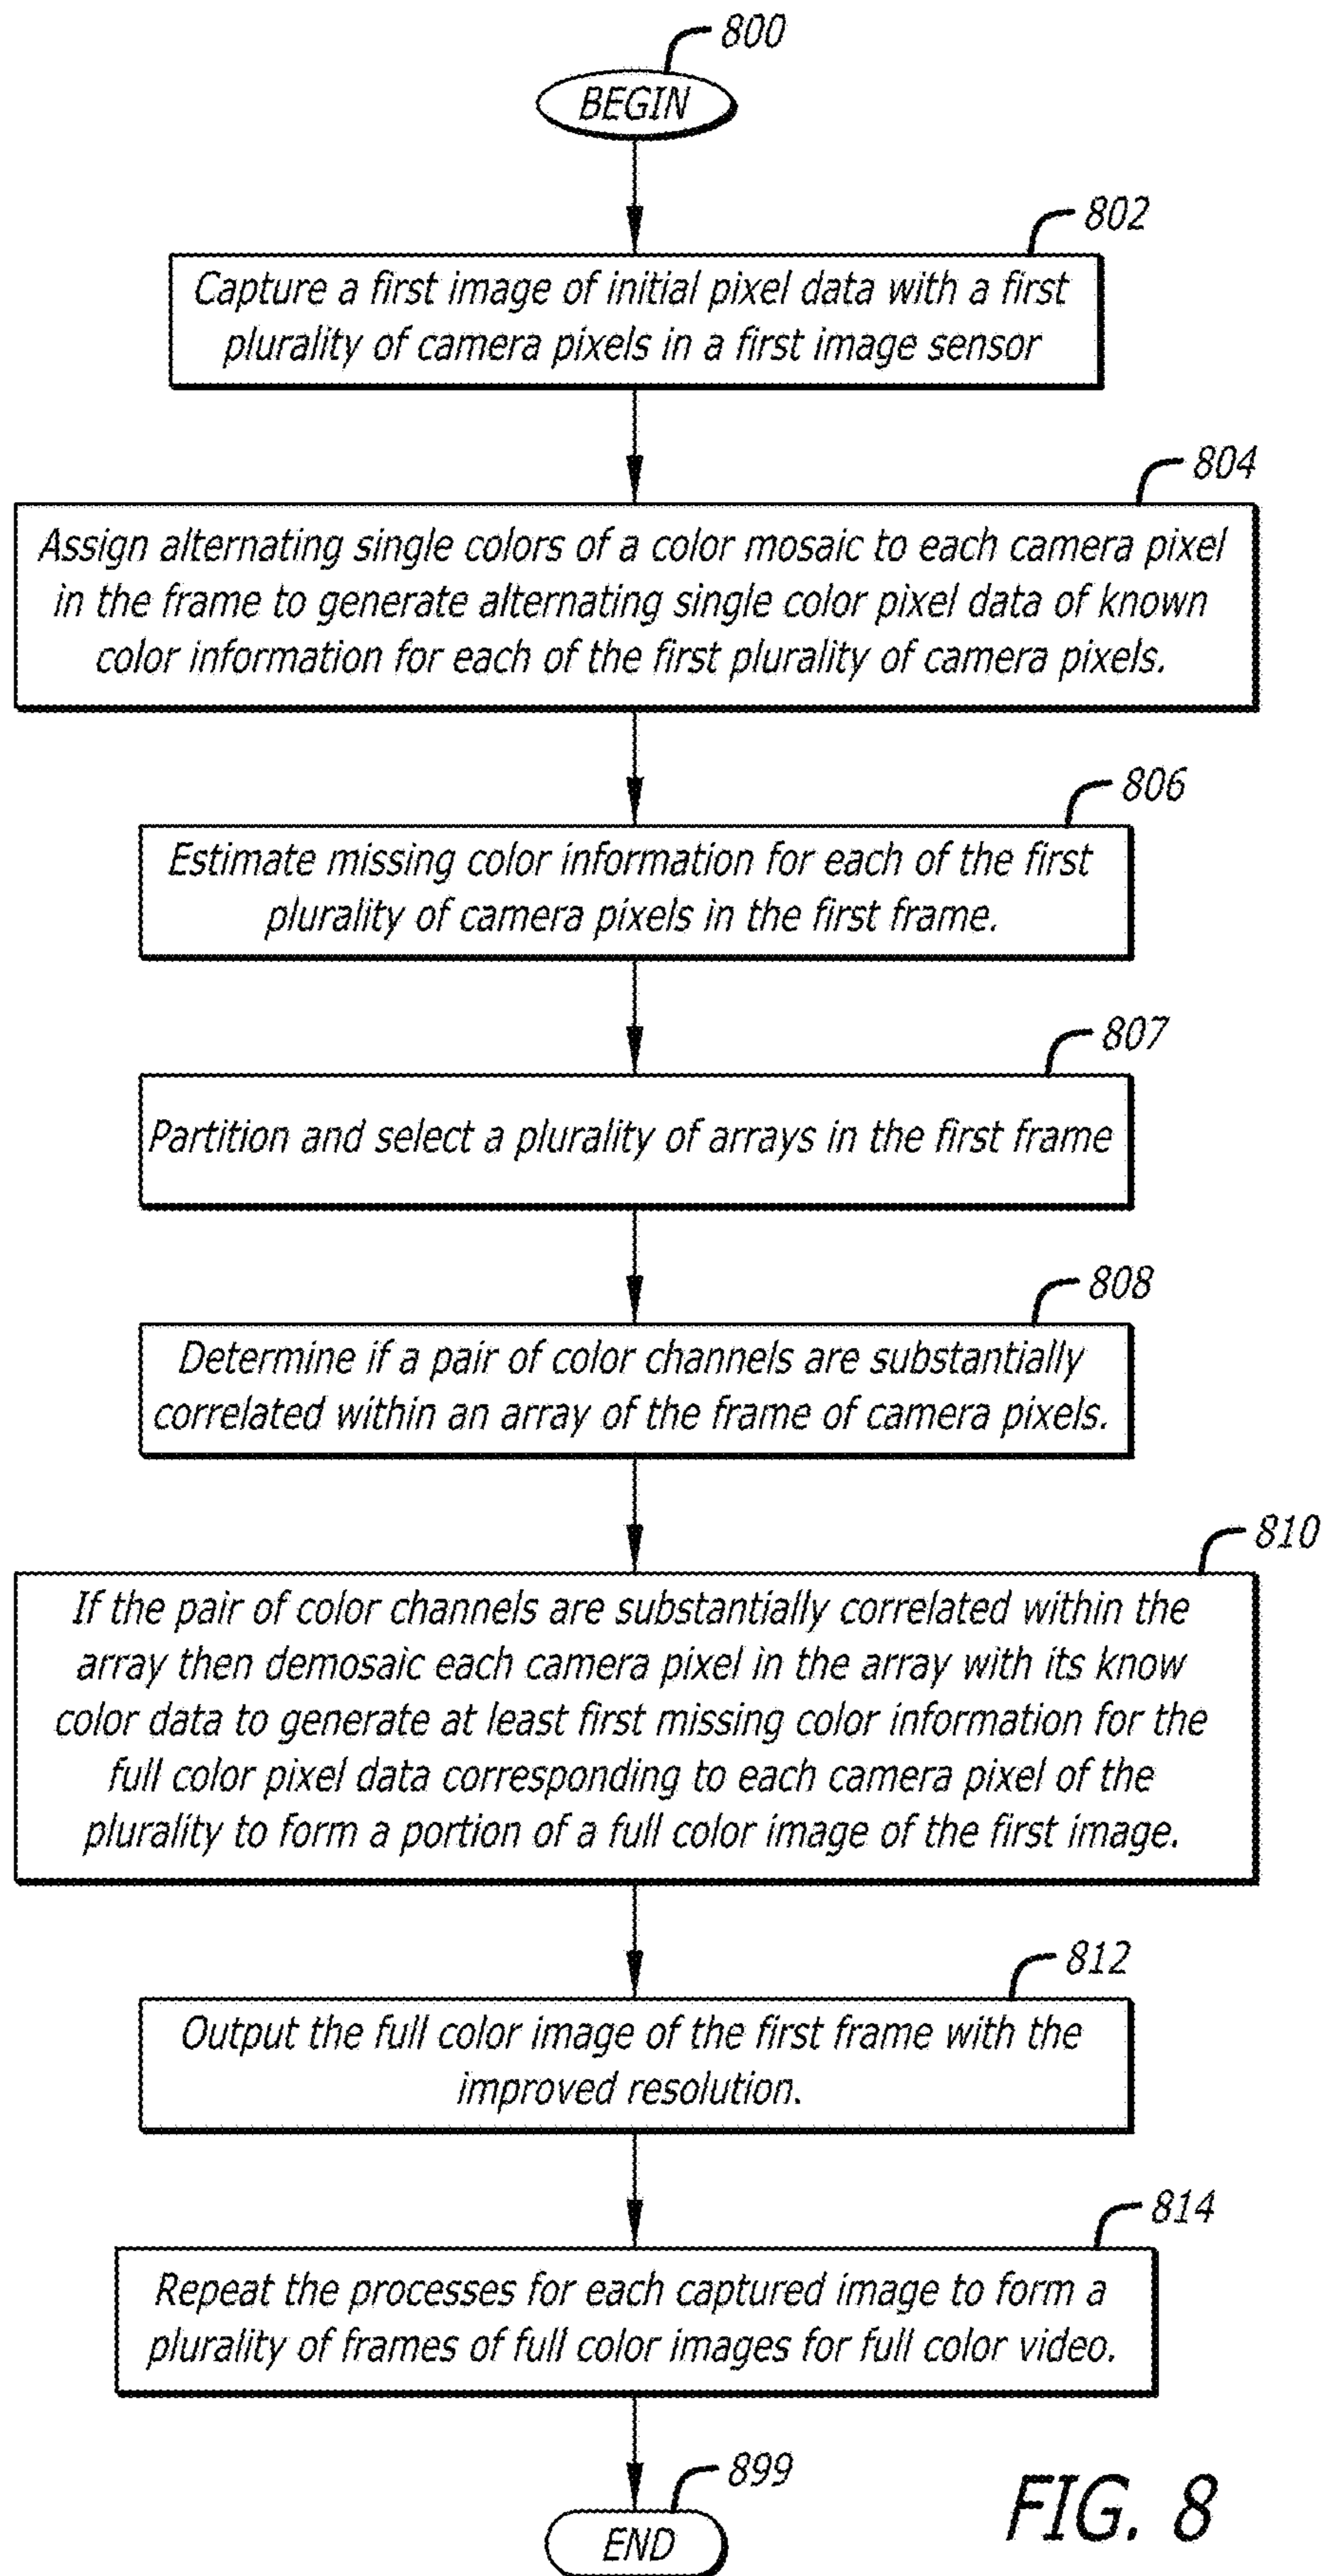 800
BEGIN
802
Capture a first image of initial pixel data with a first
plurality of camera pixels in a first image sensor
804
Assign alternating single colors of a color mosaic to each camera pixel
in the frame to generate alternating single color pixel data of known
color information for each of the first plurality of camera pixels.
806
Estimate missing color information for each of the first
plurality of camera pixels in the first frame.
807
Partition and select a plurality of arrays in the first frame
808
Determine if a pair of color channels are substantially
correlated within an array of the frame of camera pixels.
810
If the pair of color channels are substantially correlated within the
array then demosaic each camera pixel in the array with its know
color data to generate at least first missing color information for the
full color pixel data corresponding to each camera pixel of the
plurality to form a portion of a full color image of the first image.
812
Output the full color image of the first frame with the
improved resolution.
814
Repeat the processes for each captured image to form a
plurality of frames of full color images for full color video.
899
END
FIG. 8